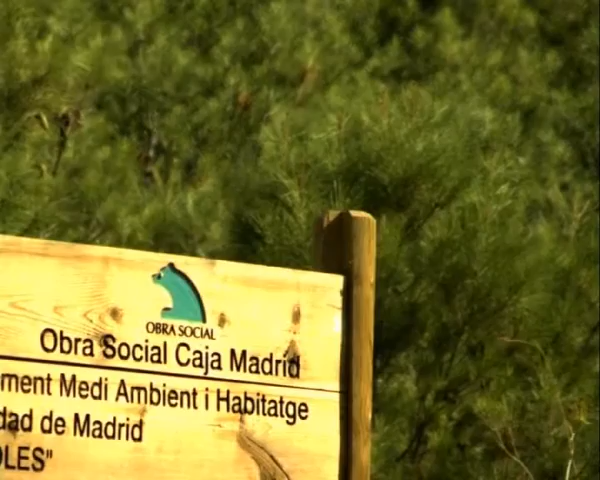 OBRA SOCIAL
Obra Social Caja Madrid
ment Medi Ambient i Habitatge
dad de Madrid
OLES"